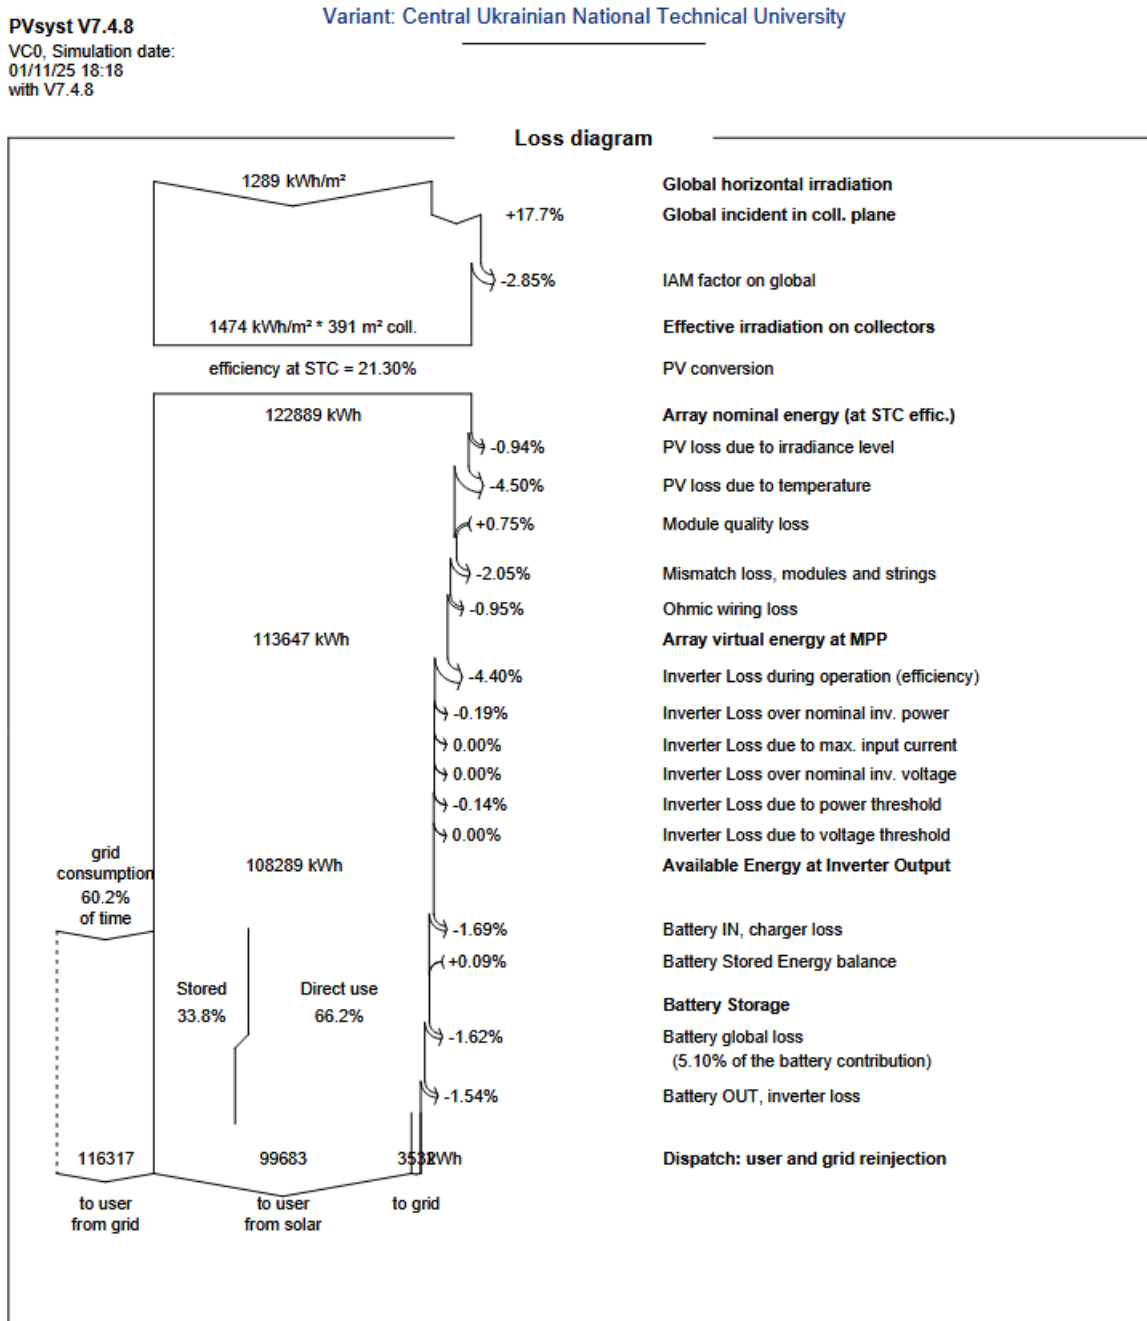 Variant: Central Ukrainian National Technical University
PVsyst V7.4.8
VC0, Simulation date:
01/11/25 18:18
with V7.4.8
Loss diagram
1289 kWh/m² Global horizontal irradiation
+17.7% Global incident in coll. plane
-2.85% IAM factor on global
1474 kWh/m² * 391 m² coll. Effective irradiation on collectors
efficiency at STC = 21.30% PV conversion
122889 kWh Array nominal energy (at STC effic.)
-0.94% PV loss due to irradiance level
-4.50% PV loss due to temperature
+0.75% Module quality loss
-2.05% Mismatch loss, modules and strings
-0.95% Ohmic wiring loss
113647 kWh Array virtual energy at MPP
-4.40% Inverter Loss during operation (efficiency)
-0.19% Inverter Loss over nominal inv. power
0.00% Inverter Loss due to max. input current
0.00% Inverter Loss over nominal inv. voltage
-0.14% Inverter Loss due to power threshold
0.00% Inverter Loss due to voltage threshold
grid
consumption
60.2%
of time
108289 kWh Available Energy at Inverter Output
-1.69% Battery IN, charger loss
+0.09% Battery Stored Energy balance
Stored Direct use
33.8% 66.2%
Battery Storage
-1.62% Battery global loss
(5.10% of the battery contribution)
-1.54% Battery OUT, inverter loss
116317 99683 Dispatch: user and grid reinjection
to user to user to grid
from grid from solar